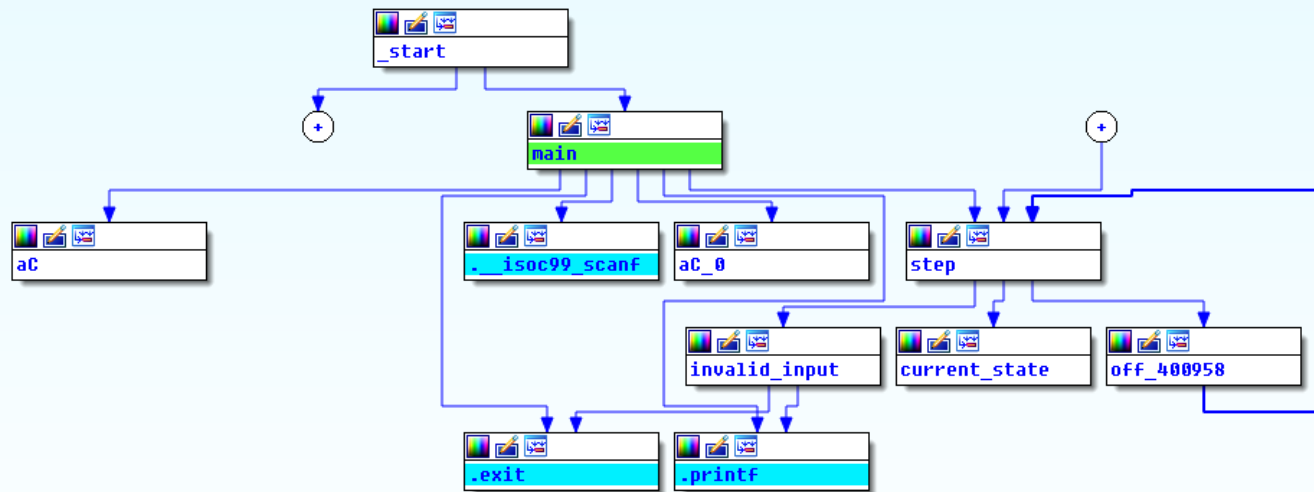 _start
+
main
+
aC
.__isoc99_scanf
aC_0
step
invalid_input
current_state
off_400958
.exit
.printf